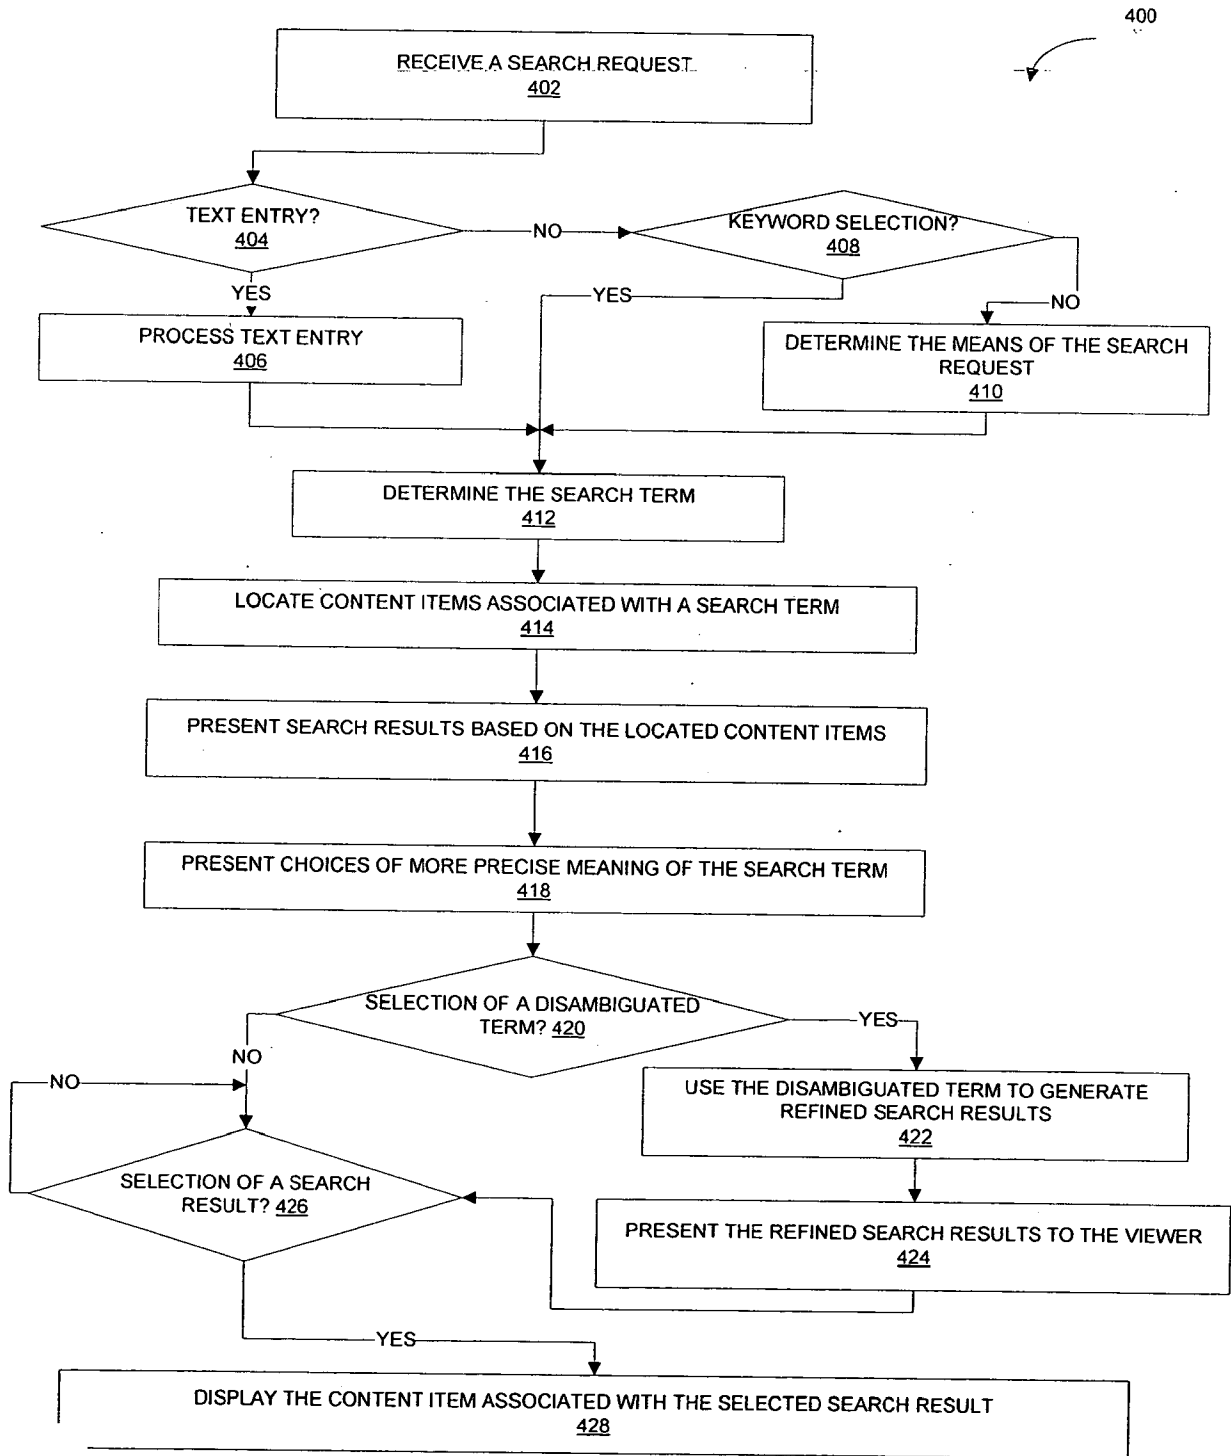 400
RECEIVE A SEARCH REQUEST
402
TEXT ENTRY?
404
NO
KEYWORD SELECTION?
408
YES
YES
NO
PROCESS TEXT ENTRY
406
DETERMINE THE MEANS OF THE SEARCH
REQUEST
410
DETERMINE THE SEARCH TERM
412
LOCATE CONTENT ITEMS ASSOCIATED WITH A SEARCH TERM
414
PRESENT SEARCH RESULTS BASED ON THE LOCATED CONTENT ITEMS
416
PRESENT CHOICES OF MORE PRECISE MEANING OF THE SEARCH TERM
418
SELECTION OF A DISAMBIGUATED
TERM? 420
YES
NO
NO
USE THE DISAMBIGUATED TERM TO GENERATE
REFINED SEARCH RESULTS
422
SELECTION OF A SEARCH
RESULT? 426
PRESENT THE REFINED SEARCH RESULTS TO THE VIEWER
424
YES
DISPLAY THE CONTENT ITEM ASSOCIATED WITH THE SELECTED SEARCH RESULT
428